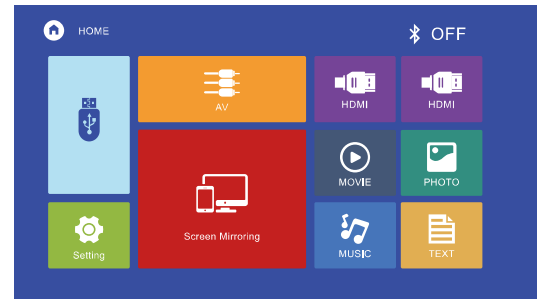 HOME
OFF
AV
HDMI
HDMI
MOVIE
PHOTO
Screen Mirroring
Setting
MUSIC
TEXT